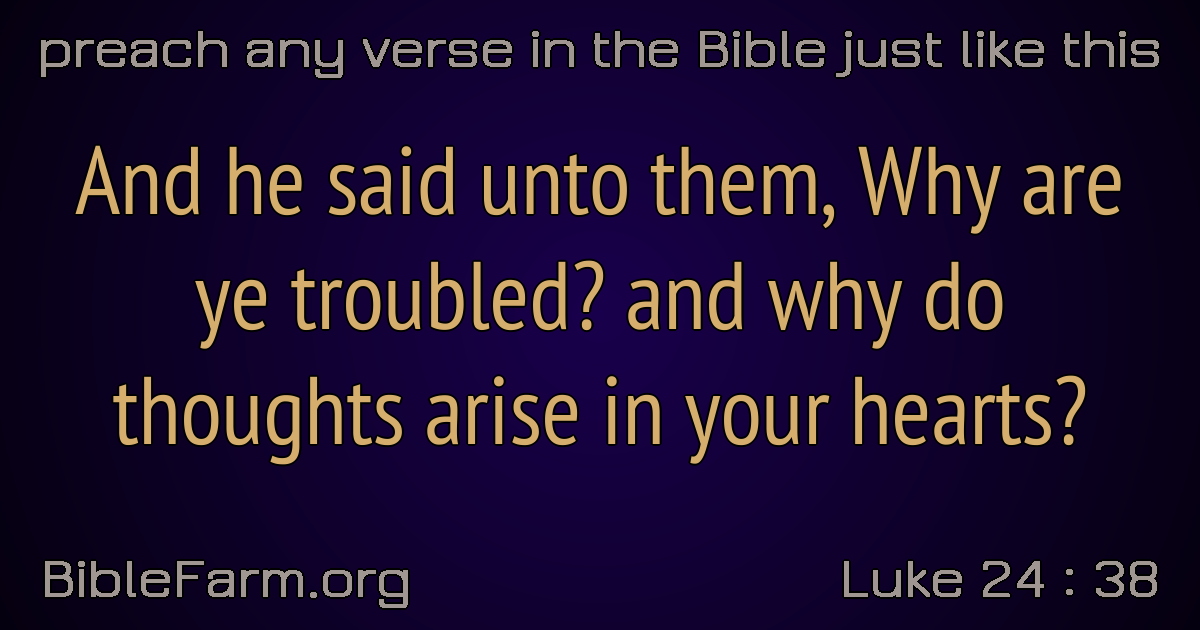 preach any verse in the Bible just like this
And he said unto them, Why are
ye troubled? and why do
thoughts arise in your hearts?
BibleFarm.org
Luke 24 : 38